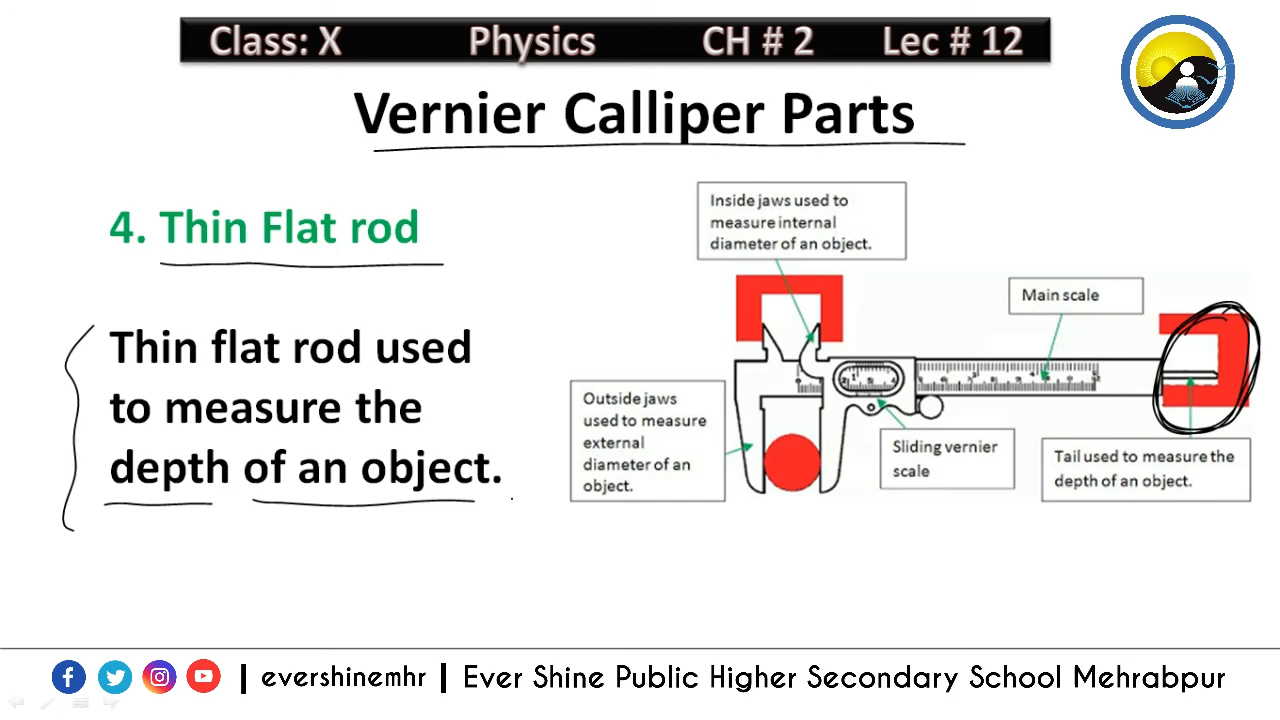 Class: X Physics CH # 2 Lec # 12
Vernier Calliper Parts
4. Thin Flat rod
Thin flat rod used
to measure the
depth of an object.
Inside jaws used to
measure internal
diameter of an object.
Main scale
Outside jaws
used to measure
external
diameter of an
object.
Sliding vernier
scale
Tail used to measure the
depth of an object.
| evershinemhr | Ever Shine Public Higher Secondary School Mehrabpur